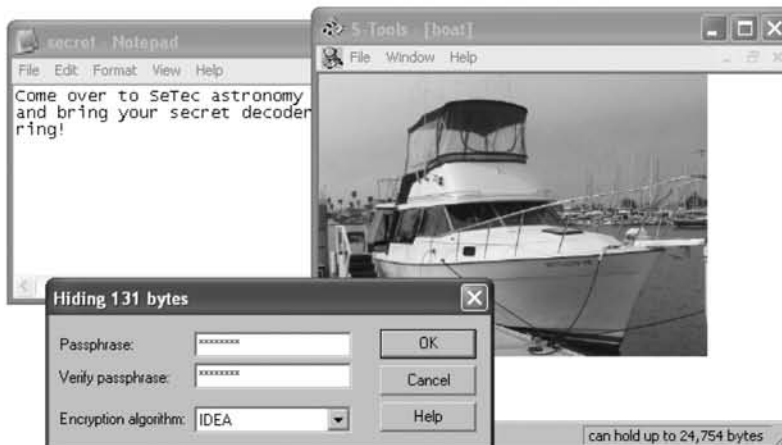 secret - Notepad
File Edit Format View Help
Come over to SeTec astronomy
and bring your secret decoder
ring!
S-Tools - [boat]
File Window Help
Hiding 131 bytes
Passphrase: ××××××××
Verify passphrase: ××××××××
Encryption algorithm: IDEA
OK
Cancel
Help
can hold up to 24,754 bytes